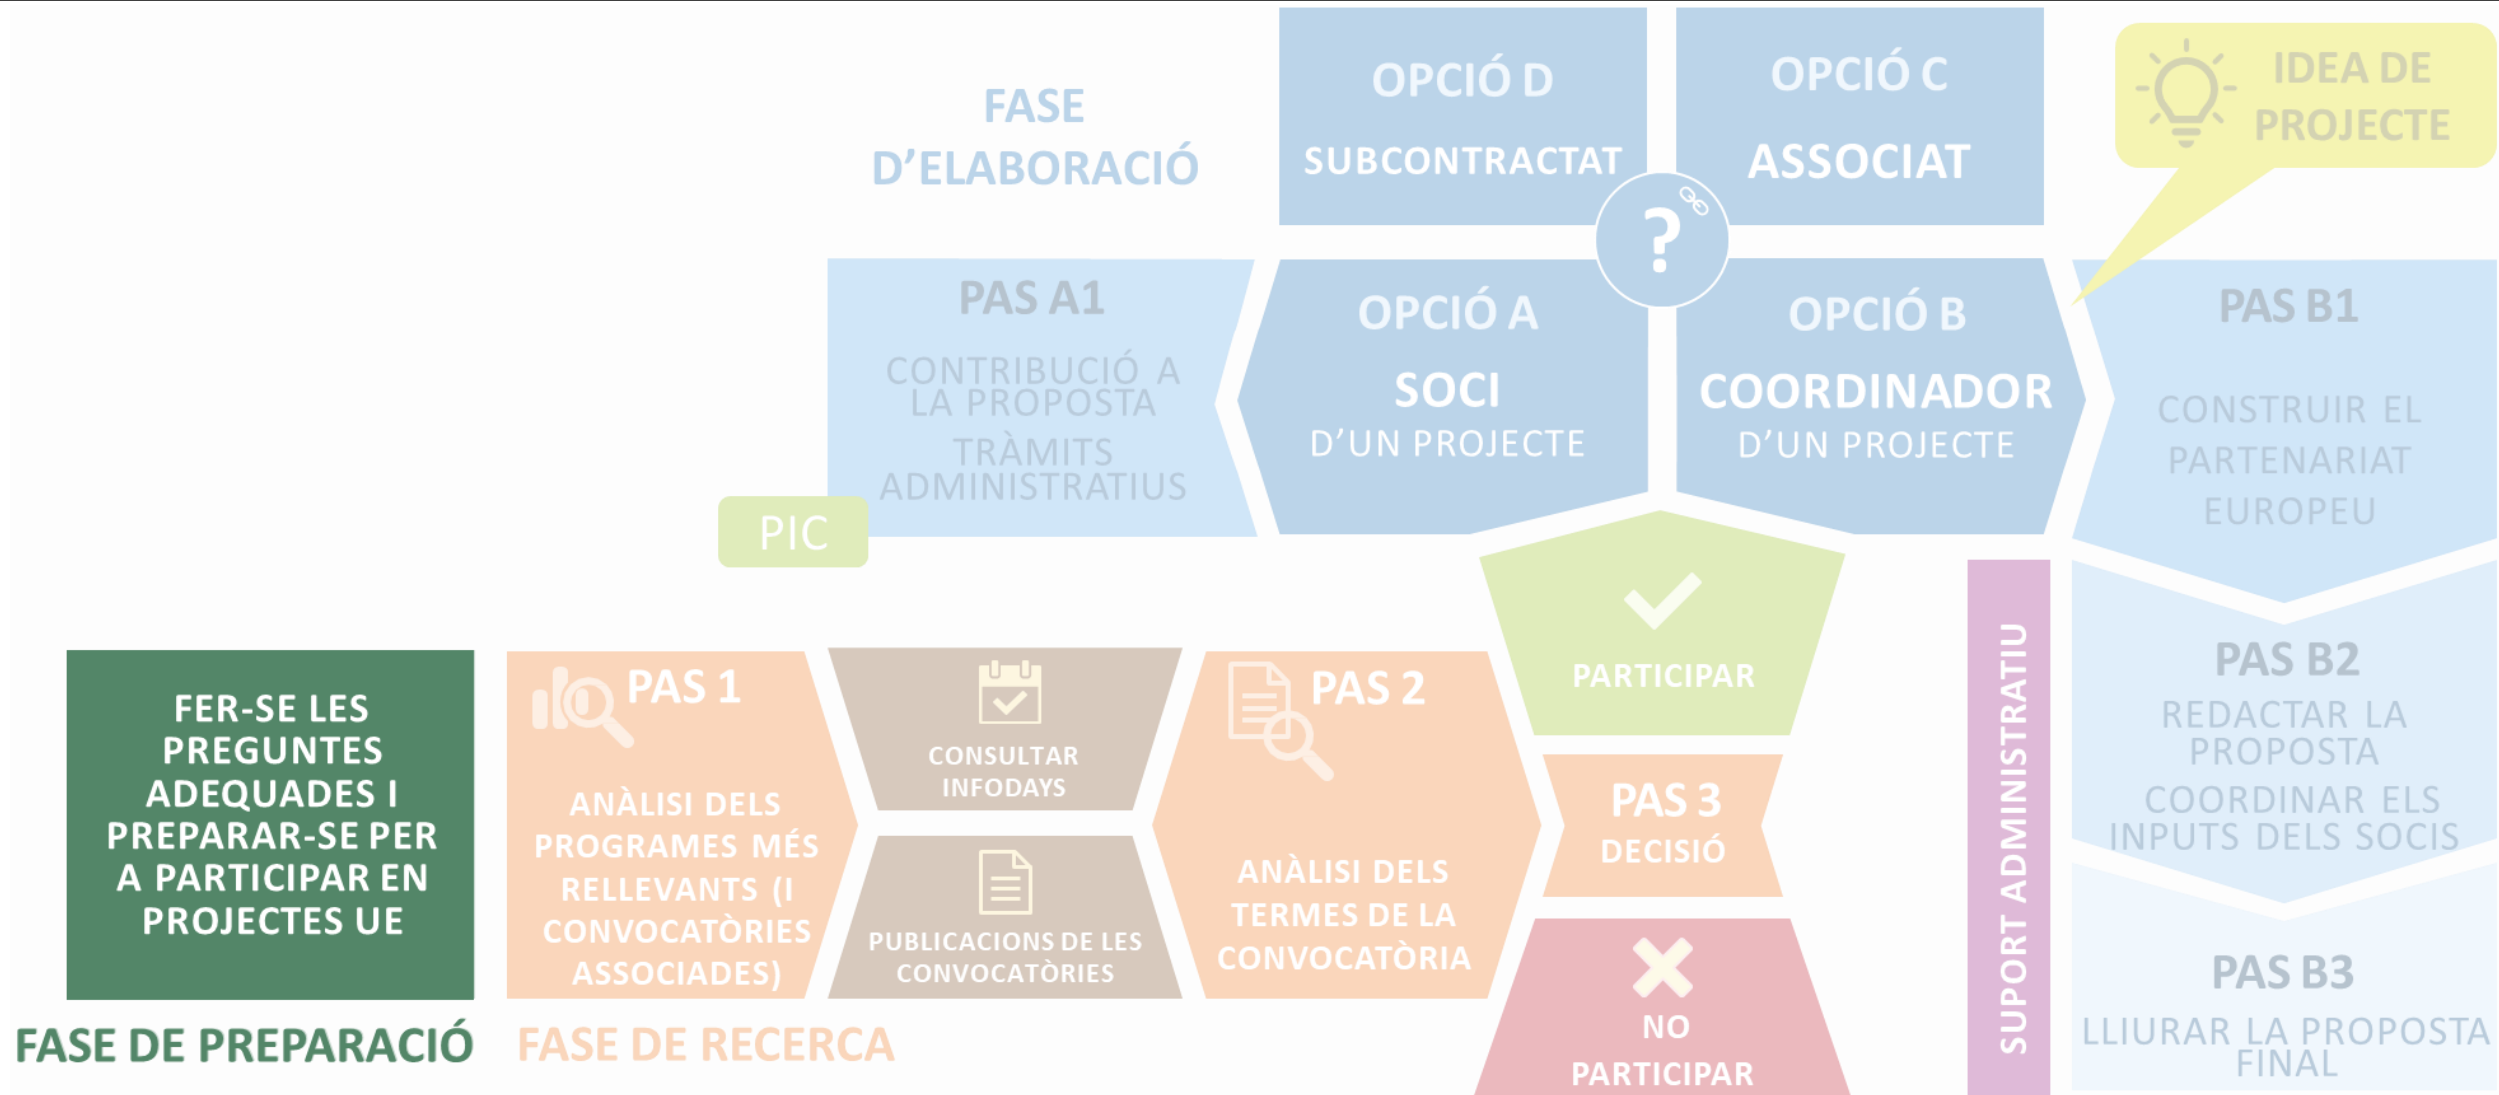 FASE
D'ELABORACIÓ
OPCIÓ D
SUBCONTRACTAT
OPCIÓ C
ASSOCIAT
?
IDEA DE
PROJECTE
PAS A1
CONTRIBUCIÓ A
LA PROPOSTA
TRÀMITS
ADMINISTRATIUS
PIC
OPCIÓ A
SOCI
D'UN PROJECTE
OPCIÓ B
COORDINADOR
D'UN PROJECTE
PAS B1
CONSTRUIR EL
PARTENARIAT
EUROPEU
PAS B2
REDACTAR LA
PROPOSTA
COORDINAR ELS
INPUTS DELS SOCIS
PAS B3
LLIURAR LA PROPOSTA
FINAL
SUPORT ADMINISTRATIU
FER-SE LES
PREGUNTES
ADEQUADES I
PREPARAR-SE PER
A PARTICIPAR EN
PROJECTES UE
FASE DE PREPARACIÓ
PAS 1
ANÀLISI DELS
PROGRAMES MÉS
RELLEVANTS (I
CONVOCATÒRIES
ASSOCIADES)
FASE DE RECERCA
CONSULTAR
INFODAYS
PUBLICACIONS DE LES
CONVOCATÒRIES
PAS 2
ANÀLISI DELS
TERMES DE LA
CONVOCATÒRIA
PARTICIPAR
PAS 3
DECISIÓ
NO
PARTICIPAR